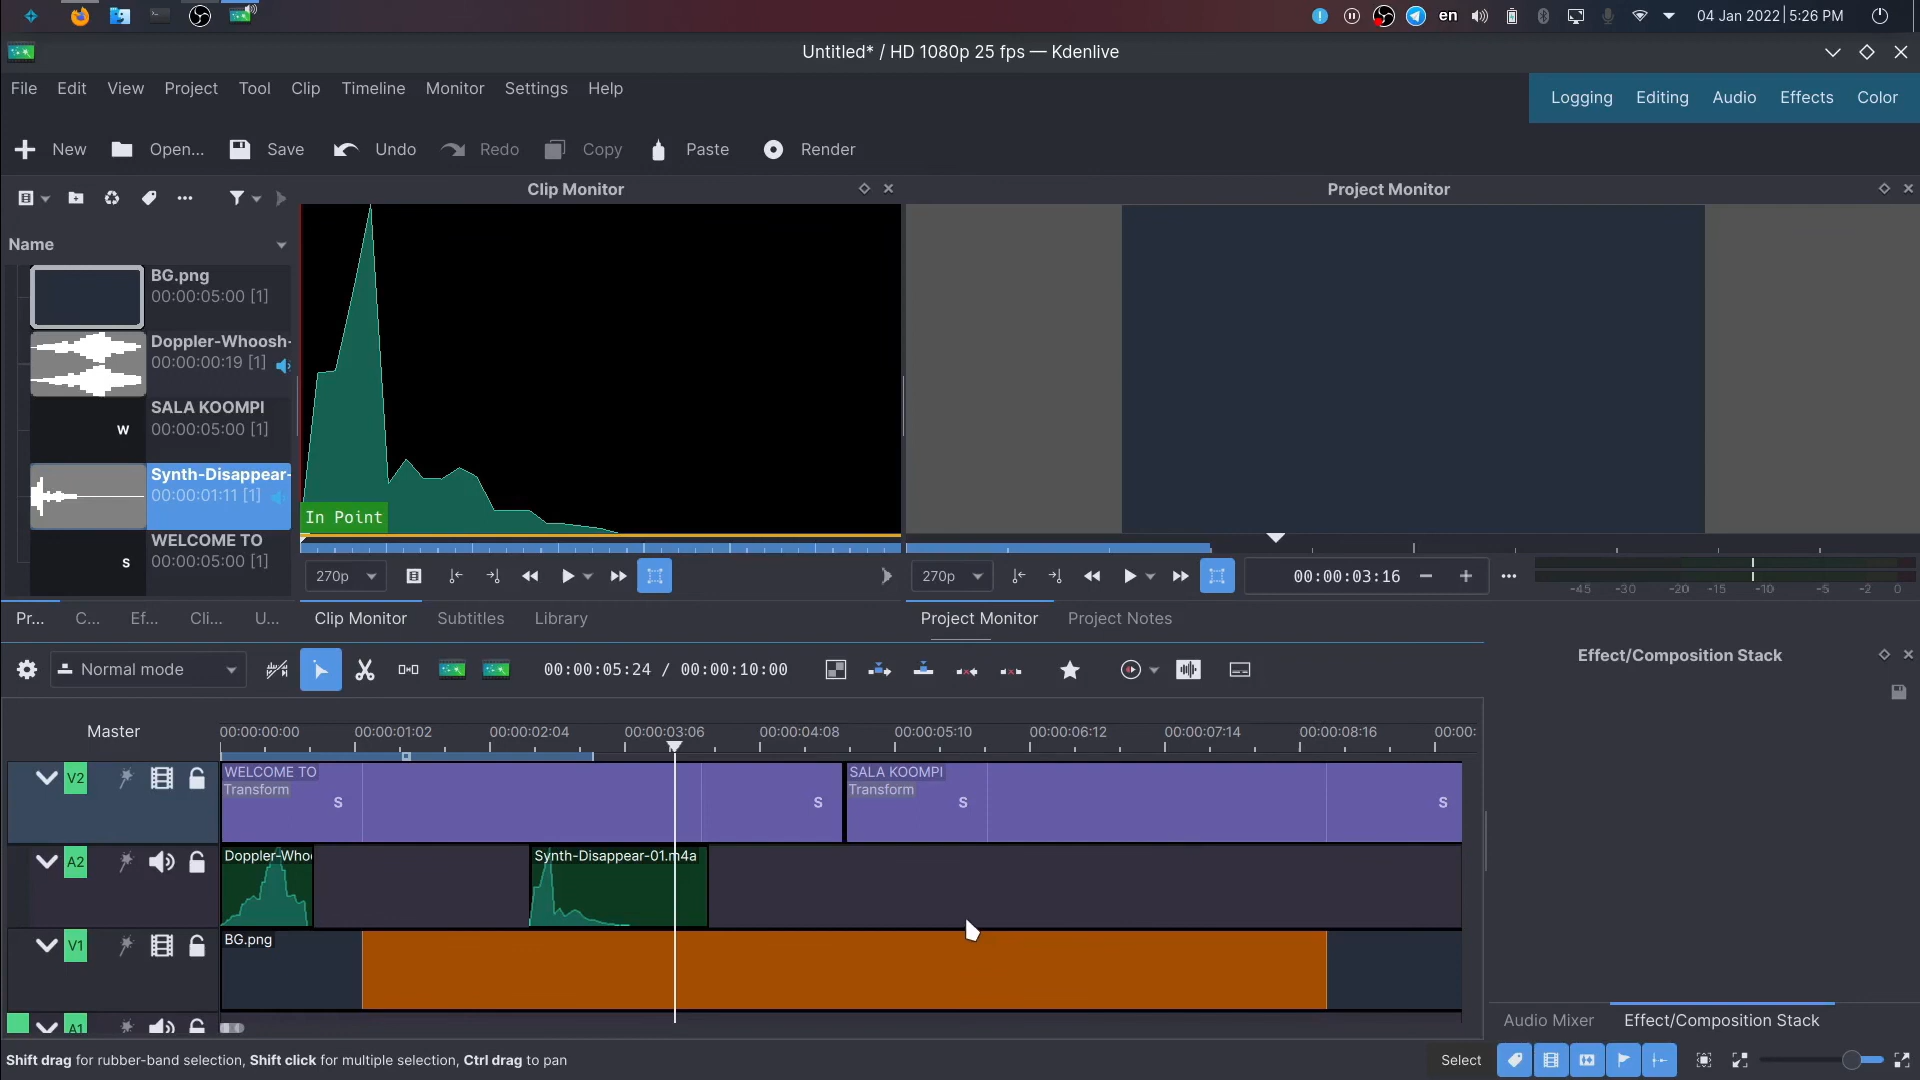 en
04 Jan 2022 | 5:26 PM
Untitled* / HD 1080p 25 fps — Kdenlive
File Edit View Project Tool Clip Timeline Monitor Settings Help
Logging Editing Audio Effects Color
New Open... Save Undo Redo Copy Paste Render
Clip Monitor
Project Monitor
Name
BG.png
00:00:05:00 [1]
Doppler-Whoosh-
00:00:00:19 [1]
SALA KOOMPI
W
00:00:05:00 [1]
Synth-Disappear-
00:00:01:11 [1]
WELCOME TO
S
00:00:05:00 [1]
In Point
270p
270p
00:00:03:16
-45 -30 -20 -15 -10 -5 -2 0
Pr... C... Ef... Cli... U...
Clip Monitor Subtitles Library
Project Monitor Project Notes
Normal mode
00:00:05:24 / 00:00:10:00
Effect/Composition Stack
Master
00:00:00:00 00:00:01:02 00:00:02:04 00:00:03:06 00:00:04:08 00:00:05:10 00:00:06:12 00:00:07:14 00:00:08:16 00:00:
V2
WELCOME TO
Transform
S S
SALA KOOMPI
Transform
S S
A2
Doppler-Who
Synth-Disappear-01.m4a
V1
BG.png
A1
Audio Mixer Effect/Composition Stack
Shift drag for rubber-band selection, Shift click for multiple selection, Ctrl drag to pan
Select